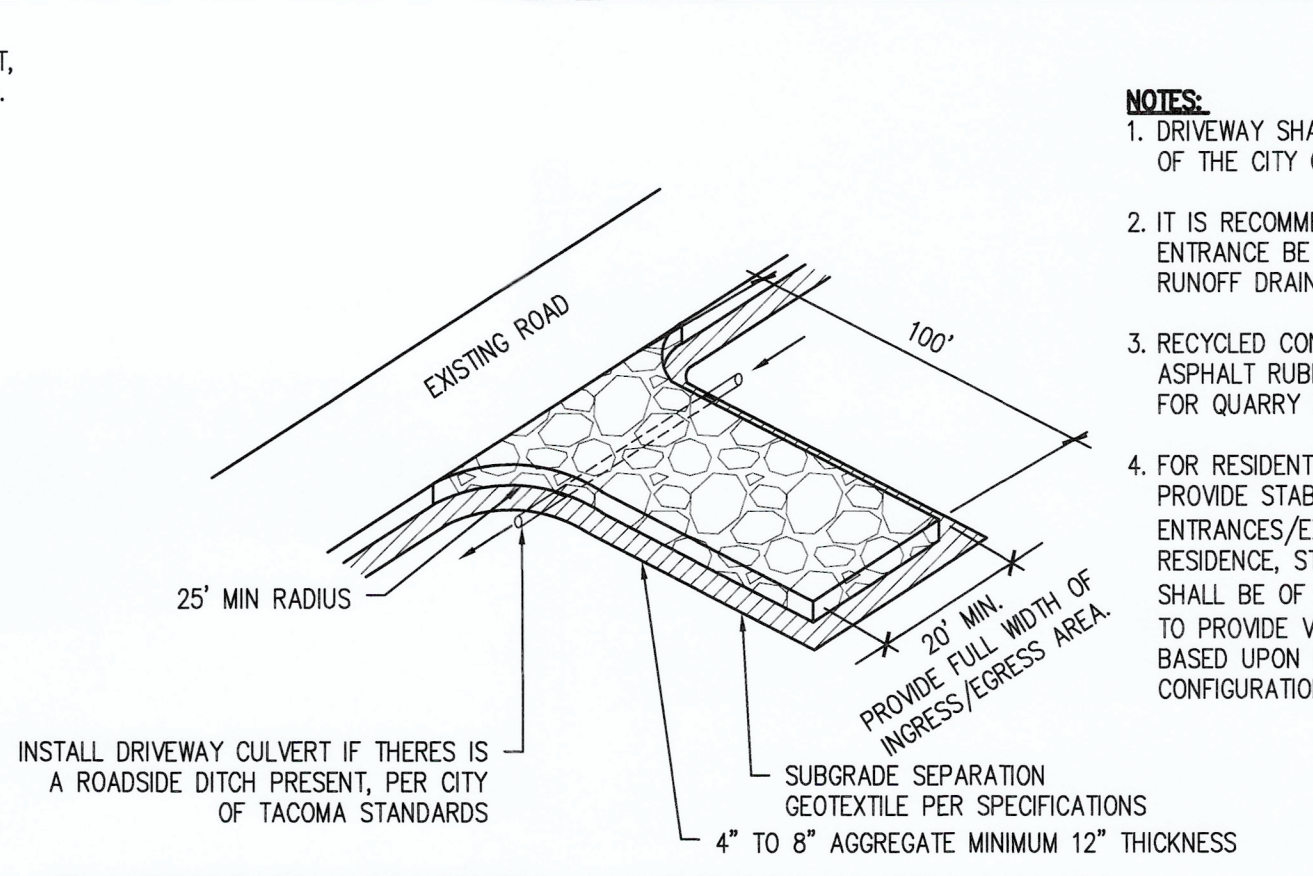 T,
.
NOTES:
1. DRIVEWAY SHA
OF THE CITY
2. IT IS RECOMM
ENTRANCE BE
RUNOFF DRAIN
3. RECYCLED CON
ASPHALT RUB
FOR QUARRY
4. FOR RESIDENT
PROVIDE STAB
ENTRANCES/E
RESIDENCE, ST
SHALL BE OF
TO PROVIDE V
BASED UPON
CONFIGURATIO
EXISTING ROAD
100'
25' MIN RADIUS
20' MIN.
PROVIDE FULL WIDTH OF
INGRESS/EGRESS AREA.
INSTALL DRIVEWAY CULVERT IF THERES IS
A ROADSIDE DITCH PRESENT, PER CITY
OF TACOMA STANDARDS
SUBGRADE SEPARATION
GEOTEXTILE PER SPECIFICATIONS
4" TO 8" AGGREGATE MINIMUM 12" THICKNESS